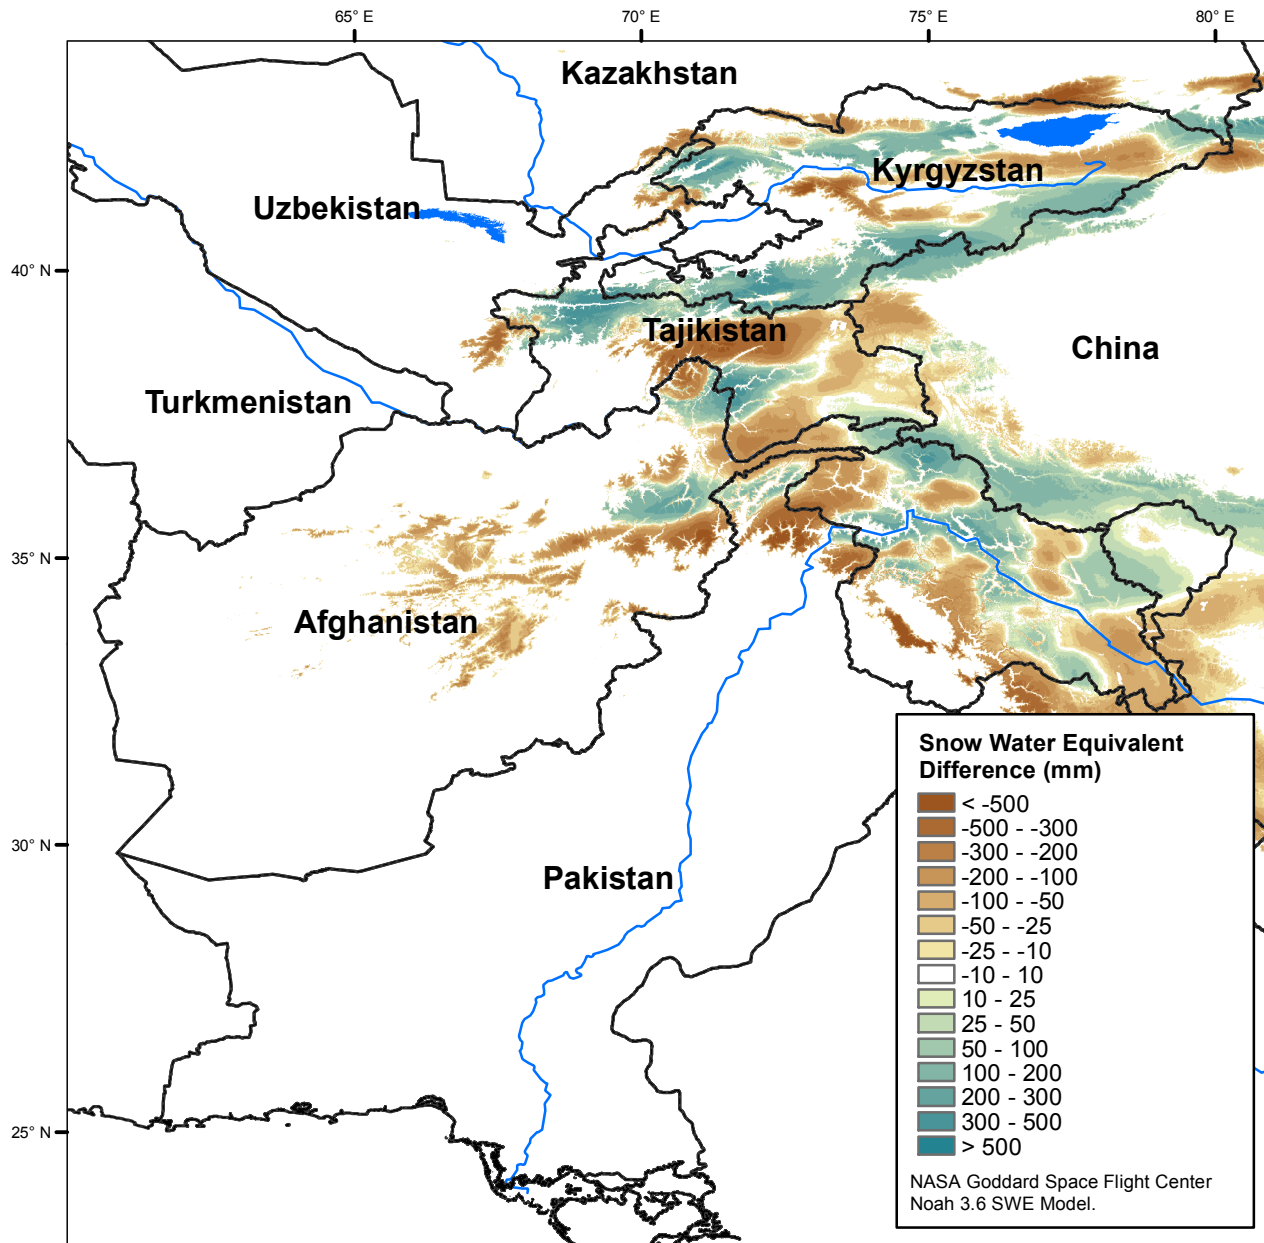 65° E
70° E
75° E
80° E
Kazakhstan
Kyrgyzstan
Uzbekistan
40° N
Tajikistan
China
Turkmenistan
35° N
Afghanistan
30° N
Pakistan
25° N
Snow Water Equivalent
Difference (mm)
< -500
-500 - -300
-300 - -200
-200 - -100
-100 - -50
-50 - -25
-25 - -10
-10 - 10
10 - 25
25 - 50
50 - 100
100 - 200
200 - 300
300 - 500
> 500
NASA Goddard Space Flight Center
Noah 3.6 SWE Model.